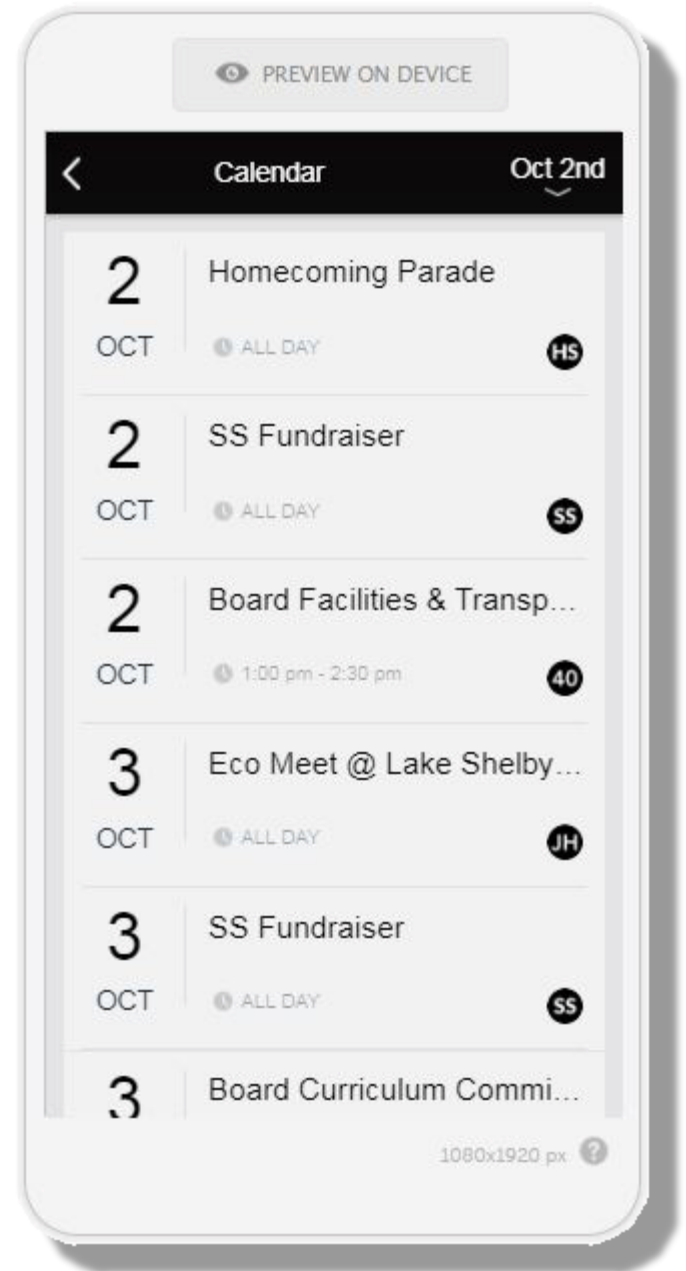 PREVIEW ON DEVICE
Calendar
Oct 2nd
2
OCT
Homecoming Parade
ALL DAY
HS
2
OCT
SS Fundraiser
ALL DAY
SS
2
OCT
Board Facilities & Transp...
1:00 pm - 2:30 pm
40
3
OCT
Eco Meet @ Lake Shelby...
ALL DAY
JH
3
OCT
SS Fundraiser
ALL DAY
SS
3
Board Curriculum Commi...
1080x1920 px ?